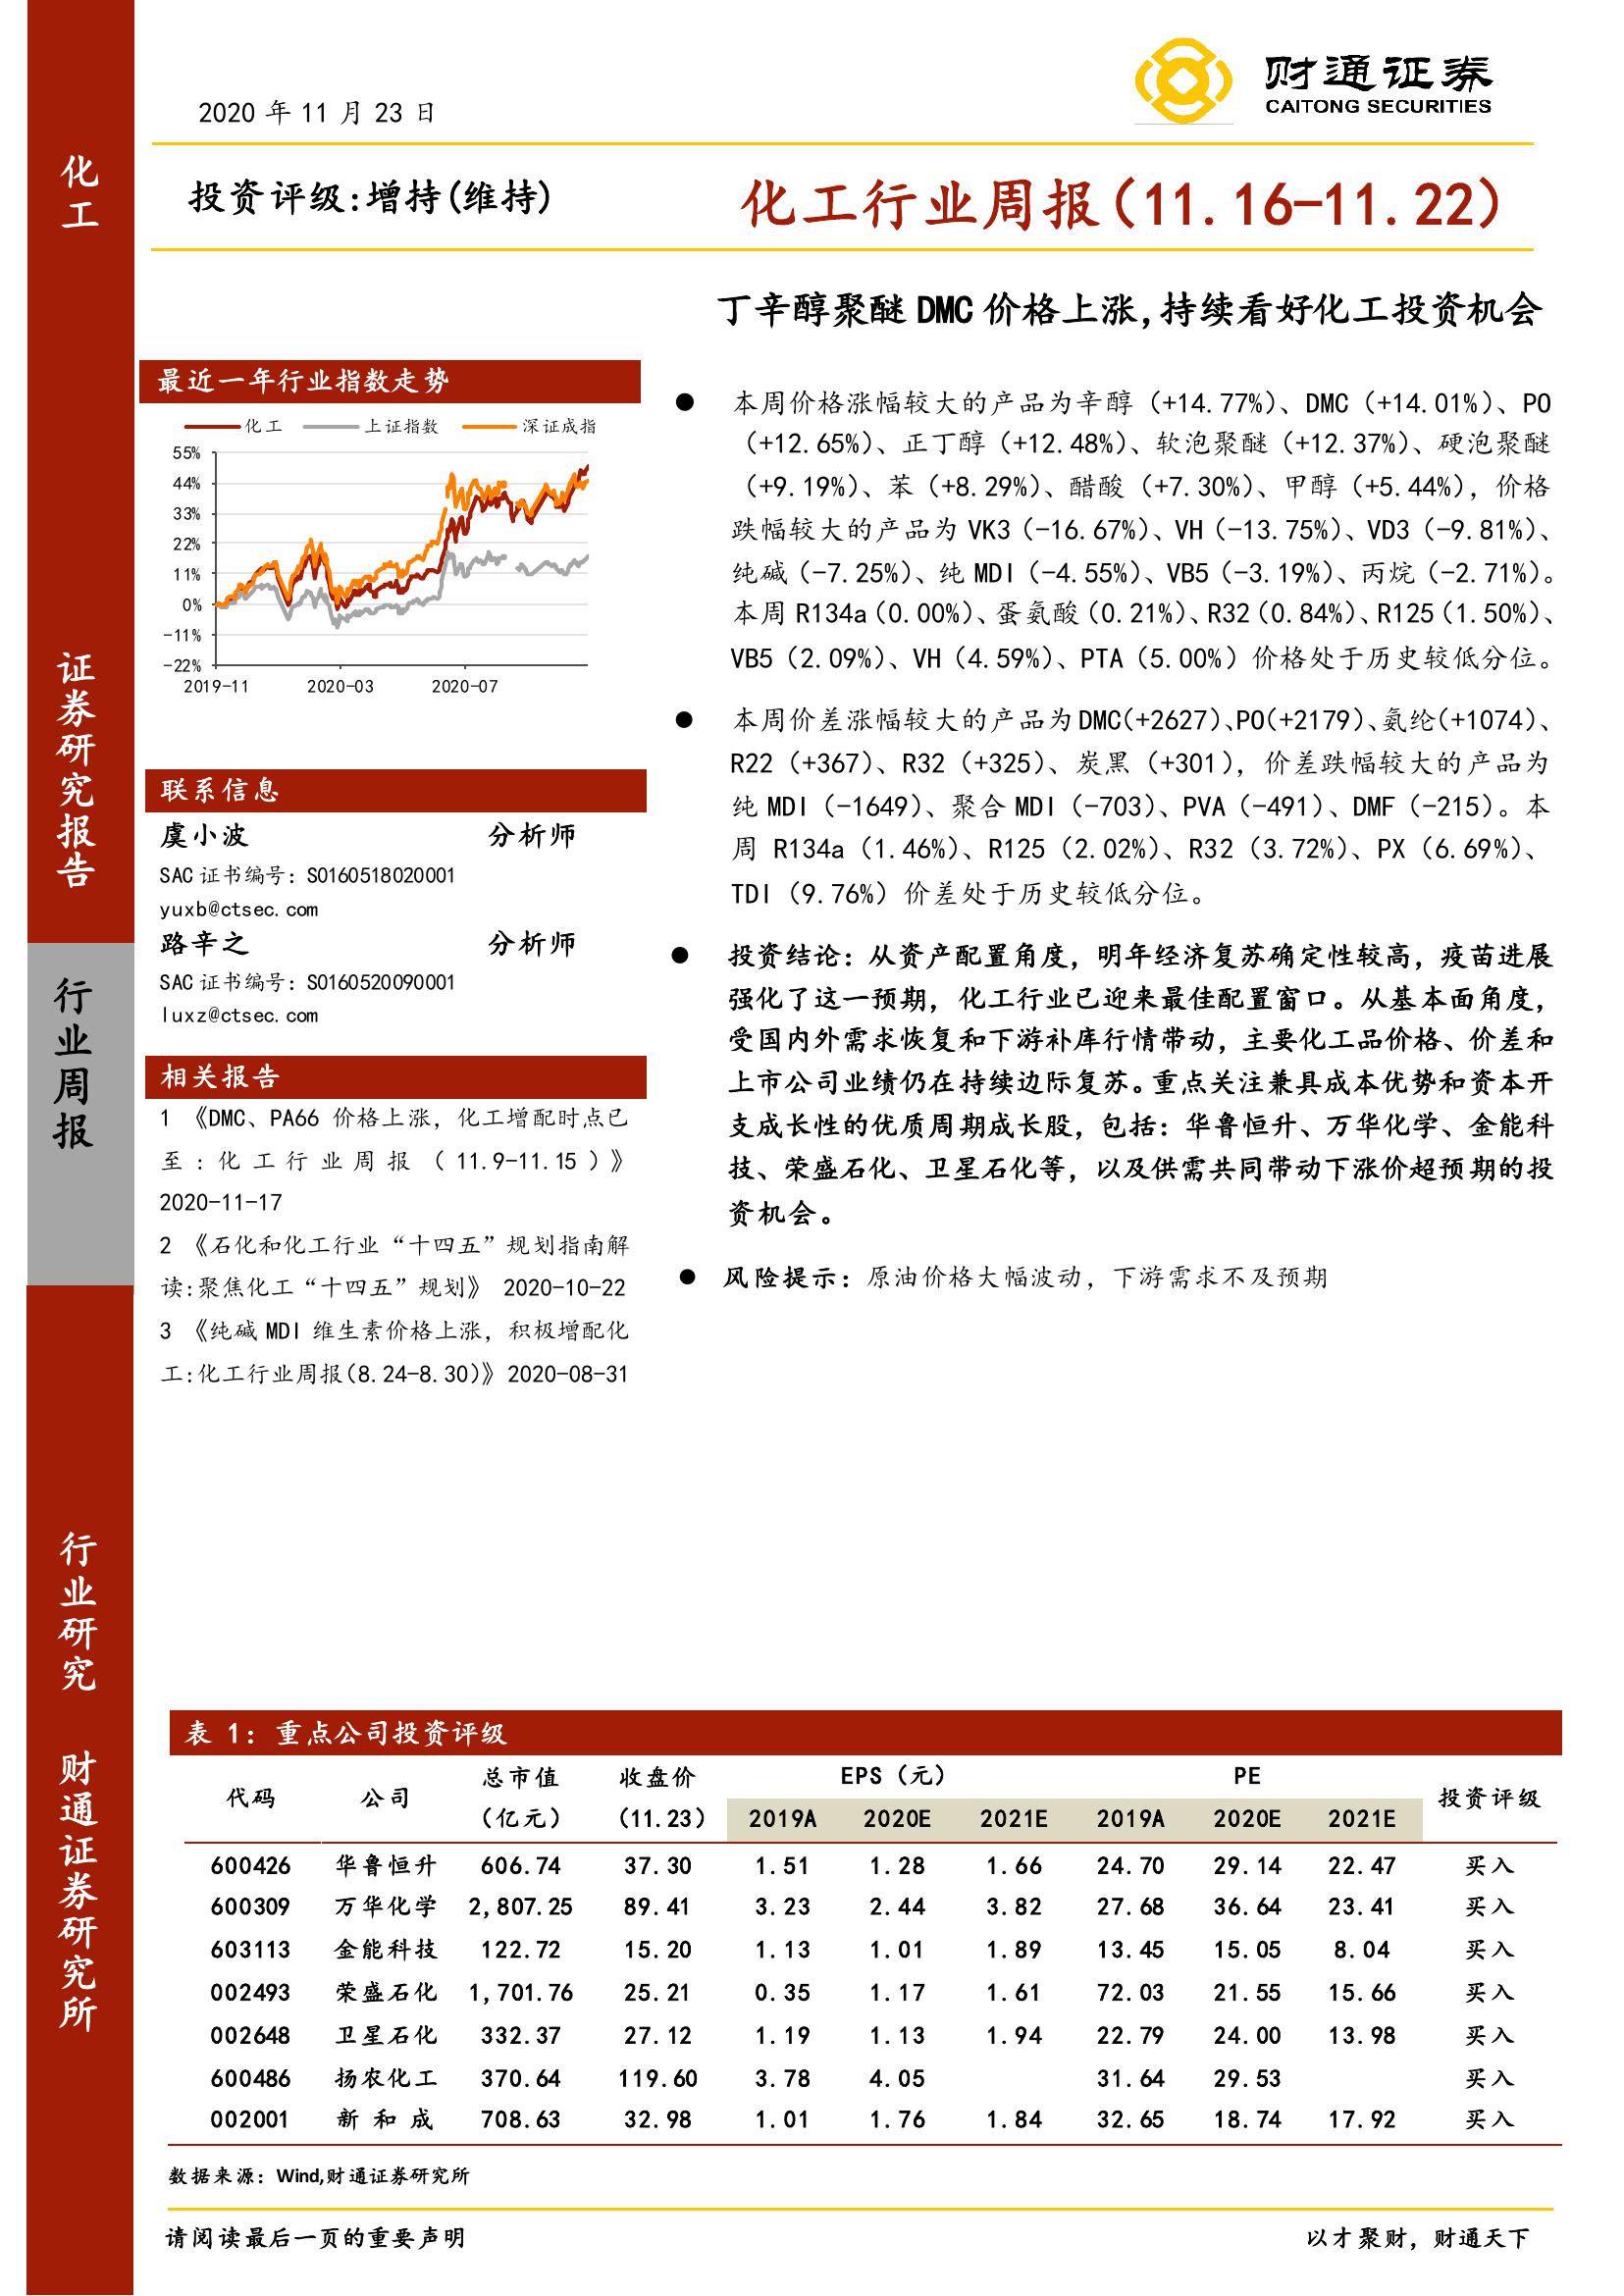 财通证券
CAITONG SECURITIES
2020 年 11 月 23 日
投资评级:增持(维持)
化工行业周报(11.16-11.22)
丁辛醇聚醚 DMC 价格上涨,持续看好化工投资机会
化工
证券研究报告
行业周报
行业研究
财通证券研究所
最近一年行业指数走势
化工 上证指数 深证成指
55%
44%
33%
22%
11%
0%
-11%
-22%
2019-11 2020-03 2020-07
联系信息
虞小波 分析师
SAC 证书编号: S0160518020001
yuxb@ctsec.com
路辛之 分析师
SAC 证书编号: S0160520090001
luxz@ctsec.com
相关报告
1 《DMC、PA66 价格上涨，化工增配时点已
至：化工行业周报（11.9-11.15）》
2020-11-17
2 《石化和化工行业“十四五”规划指南解
读:聚焦化工“十四五”规划》 2020-10-22
3 《纯碱 MDI 维生素价格上涨，积极增配化
工:化工行业周报(8.24-8.30)》2020-08-31
● 本周价格涨幅较大的产品为辛醇（+14.77%）、DMC（+14.01%）、PO
（+12.65%）、正丁醇（+12.48%）、软泡聚醚（+12.37%）、硬泡聚醚
（+9.19%）、苯（+8.29%）、醋酸（+7.30%）、甲醇（+5.44%），价格
跌幅较大的产品为 VK3（-16.67%）、VH（-13.75%）、VD3（-9.81%）、
纯碱（-7.25%）、纯 MDI（-4.55%）、VB5（-3.19%）、丙烷（-2.71%）。
本周 R134a（0.00%）、蛋氨酸（0.21%）、R32（0.84%）、R125（1.50%）、
VB5（2.09%）、VH（4.59%）、PTA（5.00%）价格处于历史较低分位。
● 本周价差涨幅较大的产品为DMC(+2627)、PO(+2179)、氨纶(+1074)、
R22（+367）、R32（+325）、炭黑（+301），价差跌幅较大的产品为
纯 MDI（-1649）、聚合 MDI（-703）、PVA（-491）、DMF（-215）。本
周 R134a（1.46%）、R125（2.02%）、R32（3.72%）、PX（6.69%）、
TDI（9.76%）价差处于历史较低分位。
● 投资结论：从资产配置角度，明年经济复苏确定性较高，疫苗进展
强化了这一预期，化工行业已迎来最佳配置窗口。从基本面角度，
受国内外需求恢复和下游补库行情带动，主要化工品价格、价差和
上市公司业绩仍在持续边际复苏。重点关注兼具成本优势和资本开
支成长性的优质周期成长股，包括：华鲁恒升、万华化学、金能科
技、荣盛石化、卫星石化等，以及供需共同带动下涨价超预期的投
资机会。
● 风险提示：原油价格大幅波动，下游需求不及预期
表 1：重点公司投资评级
代码 公司 总市值（亿元） 收盘价（11.23） EPS（元） PE 投资评级
2019A 2020E 2021E 2019A 2020E 2021E
600426 华鲁恒升 606.74 37.30 1.51 1.28 1.66 24.70 29.14 22.47 买入
600309 万华化学 2,807.25 89.41 3.23 2.44 3.82 27.68 36.64 23.41 买入
603113 金能科技 122.72 15.20 1.13 1.01 1.89 13.45 15.05 8.04 买入
002493 荣盛石化 1,701.76 25.21 0.35 1.17 1.61 72.03 21.55 15.66 买入
002648 卫星石化 332.37 27.12 1.19 1.13 1.94 22.79 24.00 13.98 买入
600486 扬农化工 370.64 119.60 3.78 4.05 31.64 29.53 买入
002001 新 和 成 708.63 32.98 1.01 1.76 1.84 32.65 18.74 17.92 买入
数据来源：Wind,财通证券研究所
请阅读最后一页的重要声明
以才聚财，财通天下